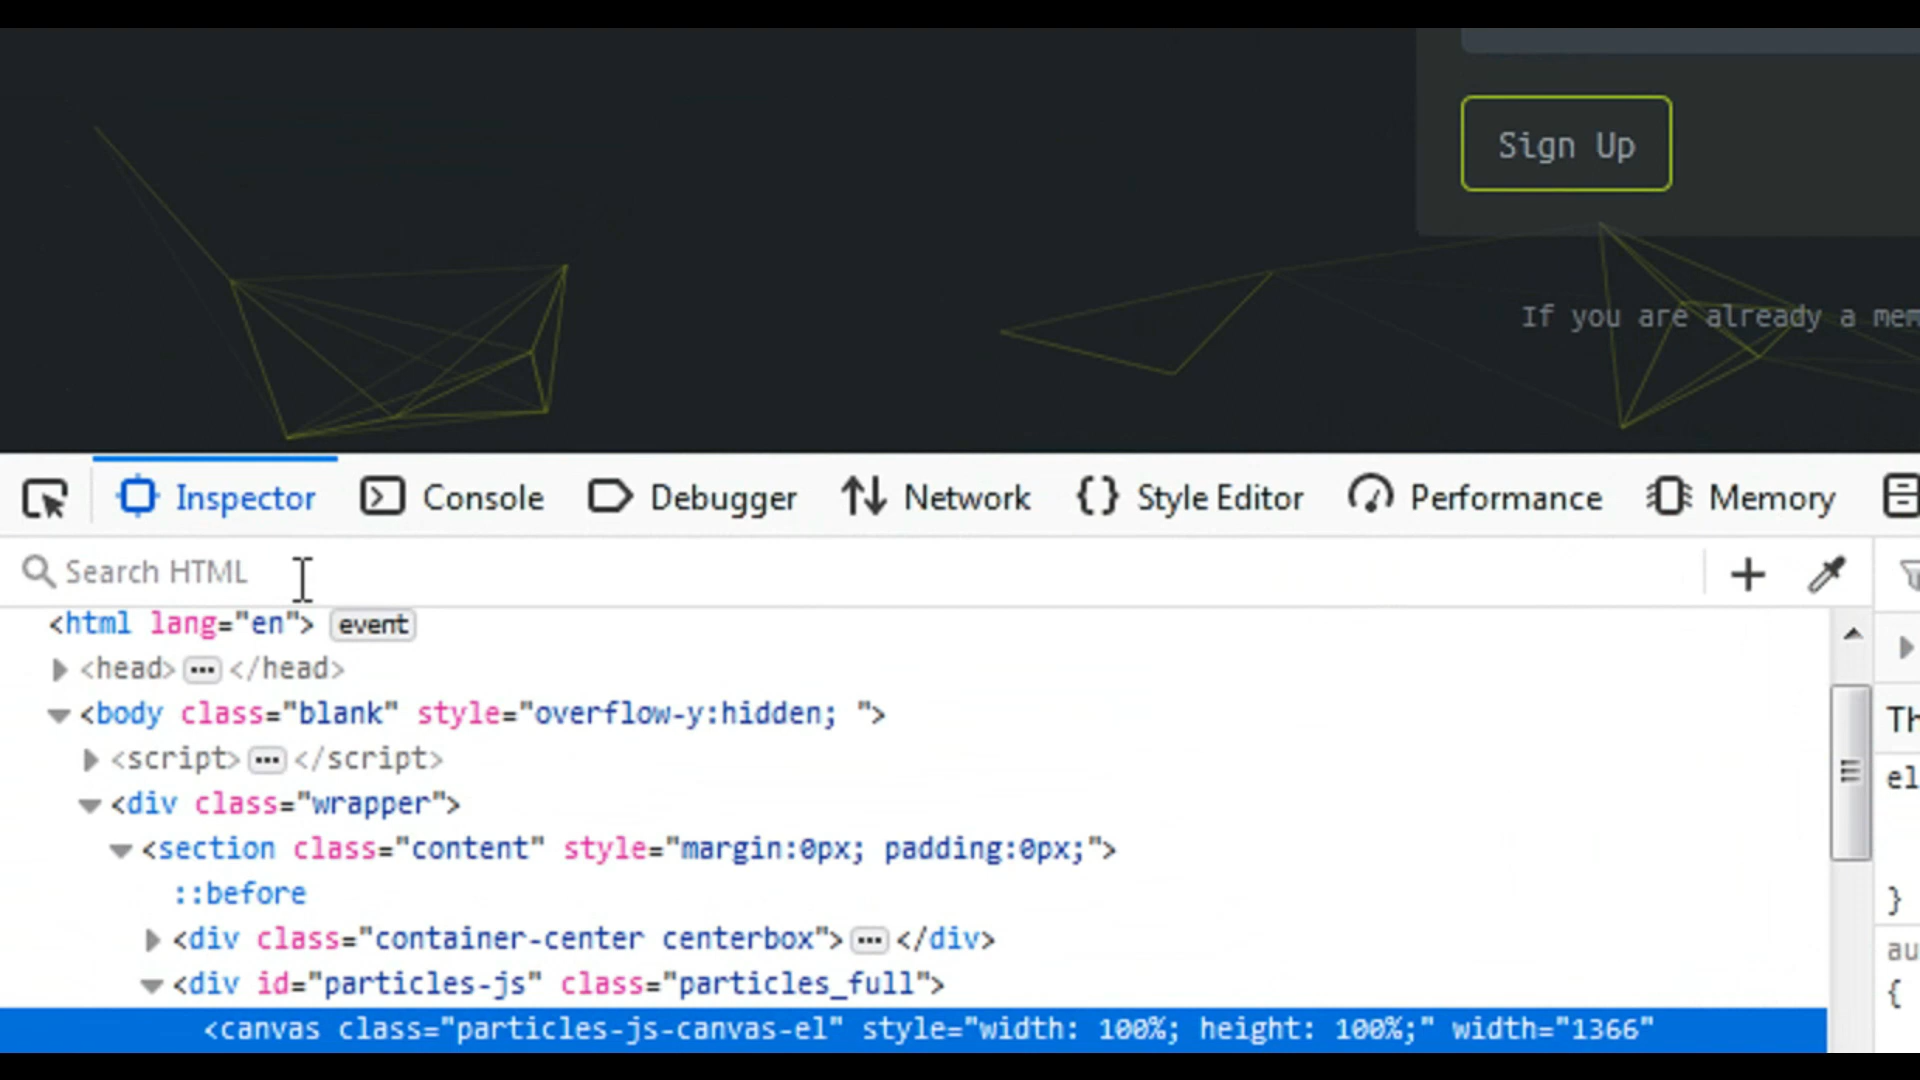 Sign Up
If you are already a mem
Inspector Console Debugger Network Style Editor Performance Memory
Search HTML
<html lang="en"> event
<head> ••• </head>
<body class="blank" style="overflow-y:hidden; ">
Th
<script> ••• </script>
el
<div class="wrapper">
<section class="content" style="margin:0px; padding:0px;">
::before
}
<div class="container-center centerbox"> ••• </div>
au
<div id="particles-js" class="particles_full">
{
<canvas class="particles-js-canvas-el" style="width: 100%; height: 100%;" width="1366"